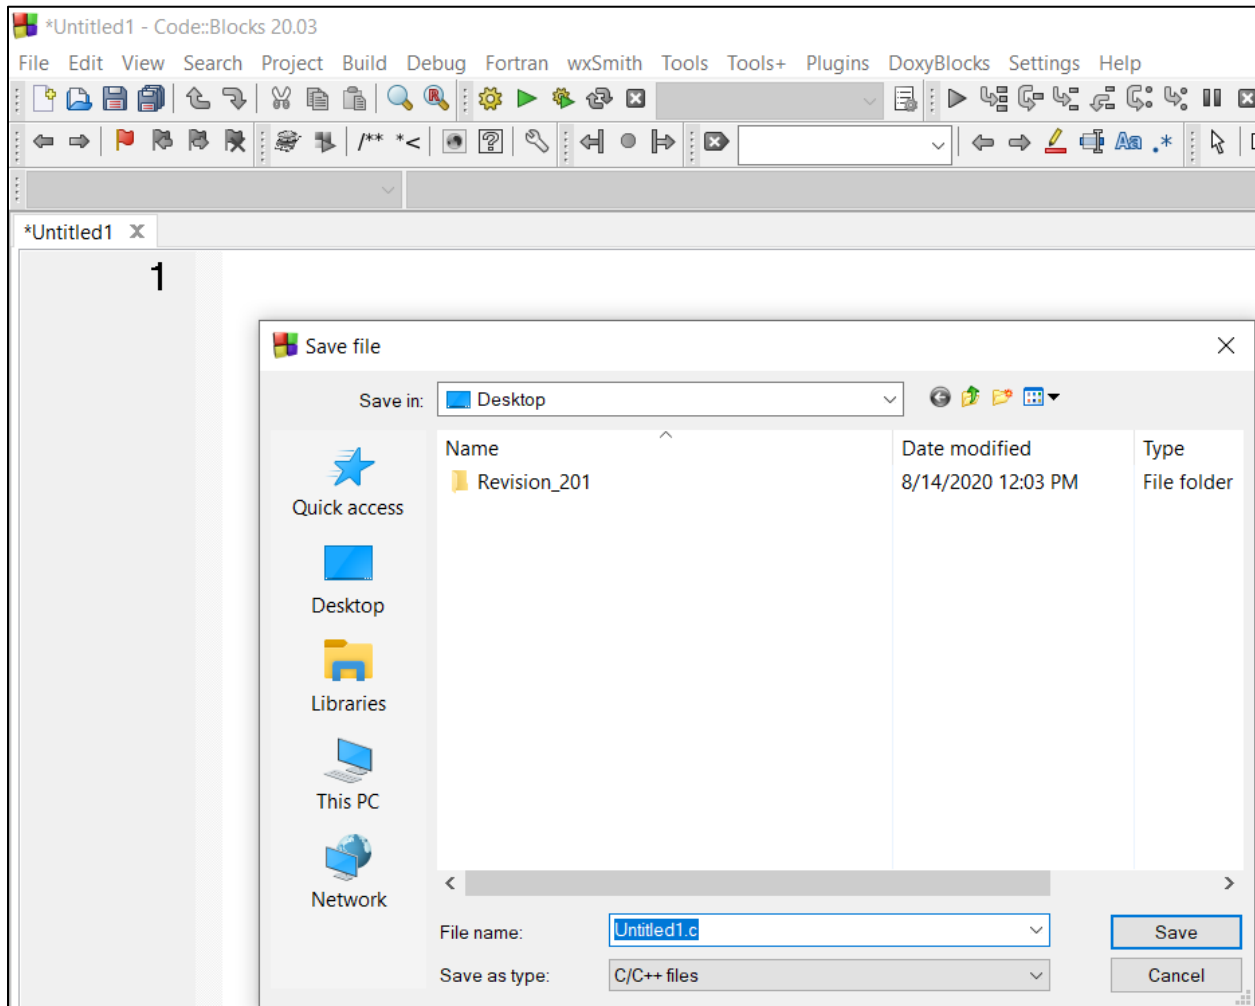 *Untitled1 - Code::Blocks 20.03
File Edit View Search Project Build Debug Fortran wxSmith Tools Tools+ Plugins DoxyBlocks Settings Help
/** *<
*Untitled1 X
1
Save file
Save in: Desktop
Name Date modified Type
Revision_201 8/14/2020 12:03 PM File folder
Quick access
Desktop
Libraries
This PC
Network
File name: Untitled1.c Save
Save as type: C/C++ files Cancel